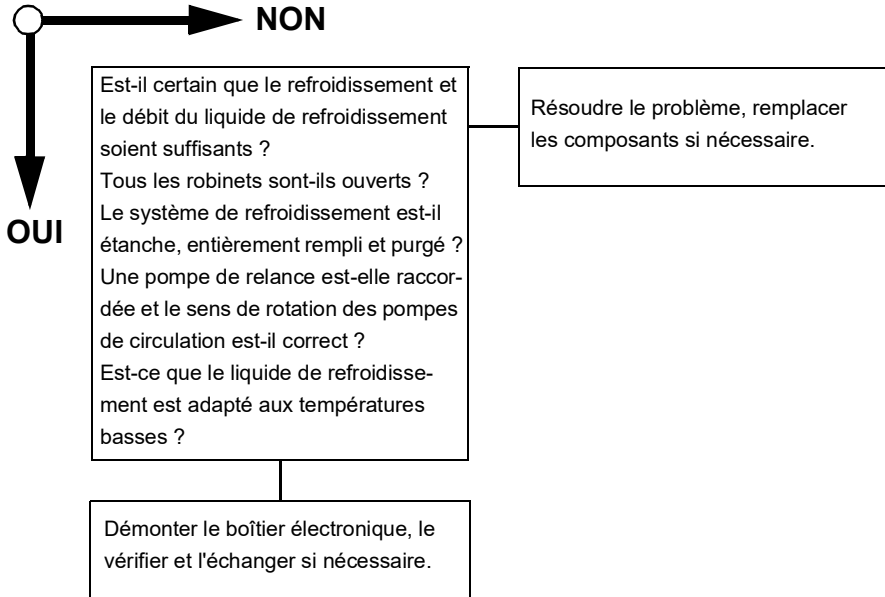 NON
OUI
Est-il certain que le refroidissement et
le débit du liquide de refroidissement
soient suffisants ?
Tous les robinets sont-ils ouverts ?
Le système de refroidissement est-il
étanche, entièrement rempli et purgé ?
Une pompe de relance est-elle raccor-
dée et le sens de rotation des pompes
de circulation est-il correct ?
Est-ce que le liquide de refroidisse-
ment est adapté aux températures
basses ?
Résoudre le problème, remplacer
les composants si nécessaire.
Démonter le boîtier électronique, le
vérifier et l'échanger si nécessaire.